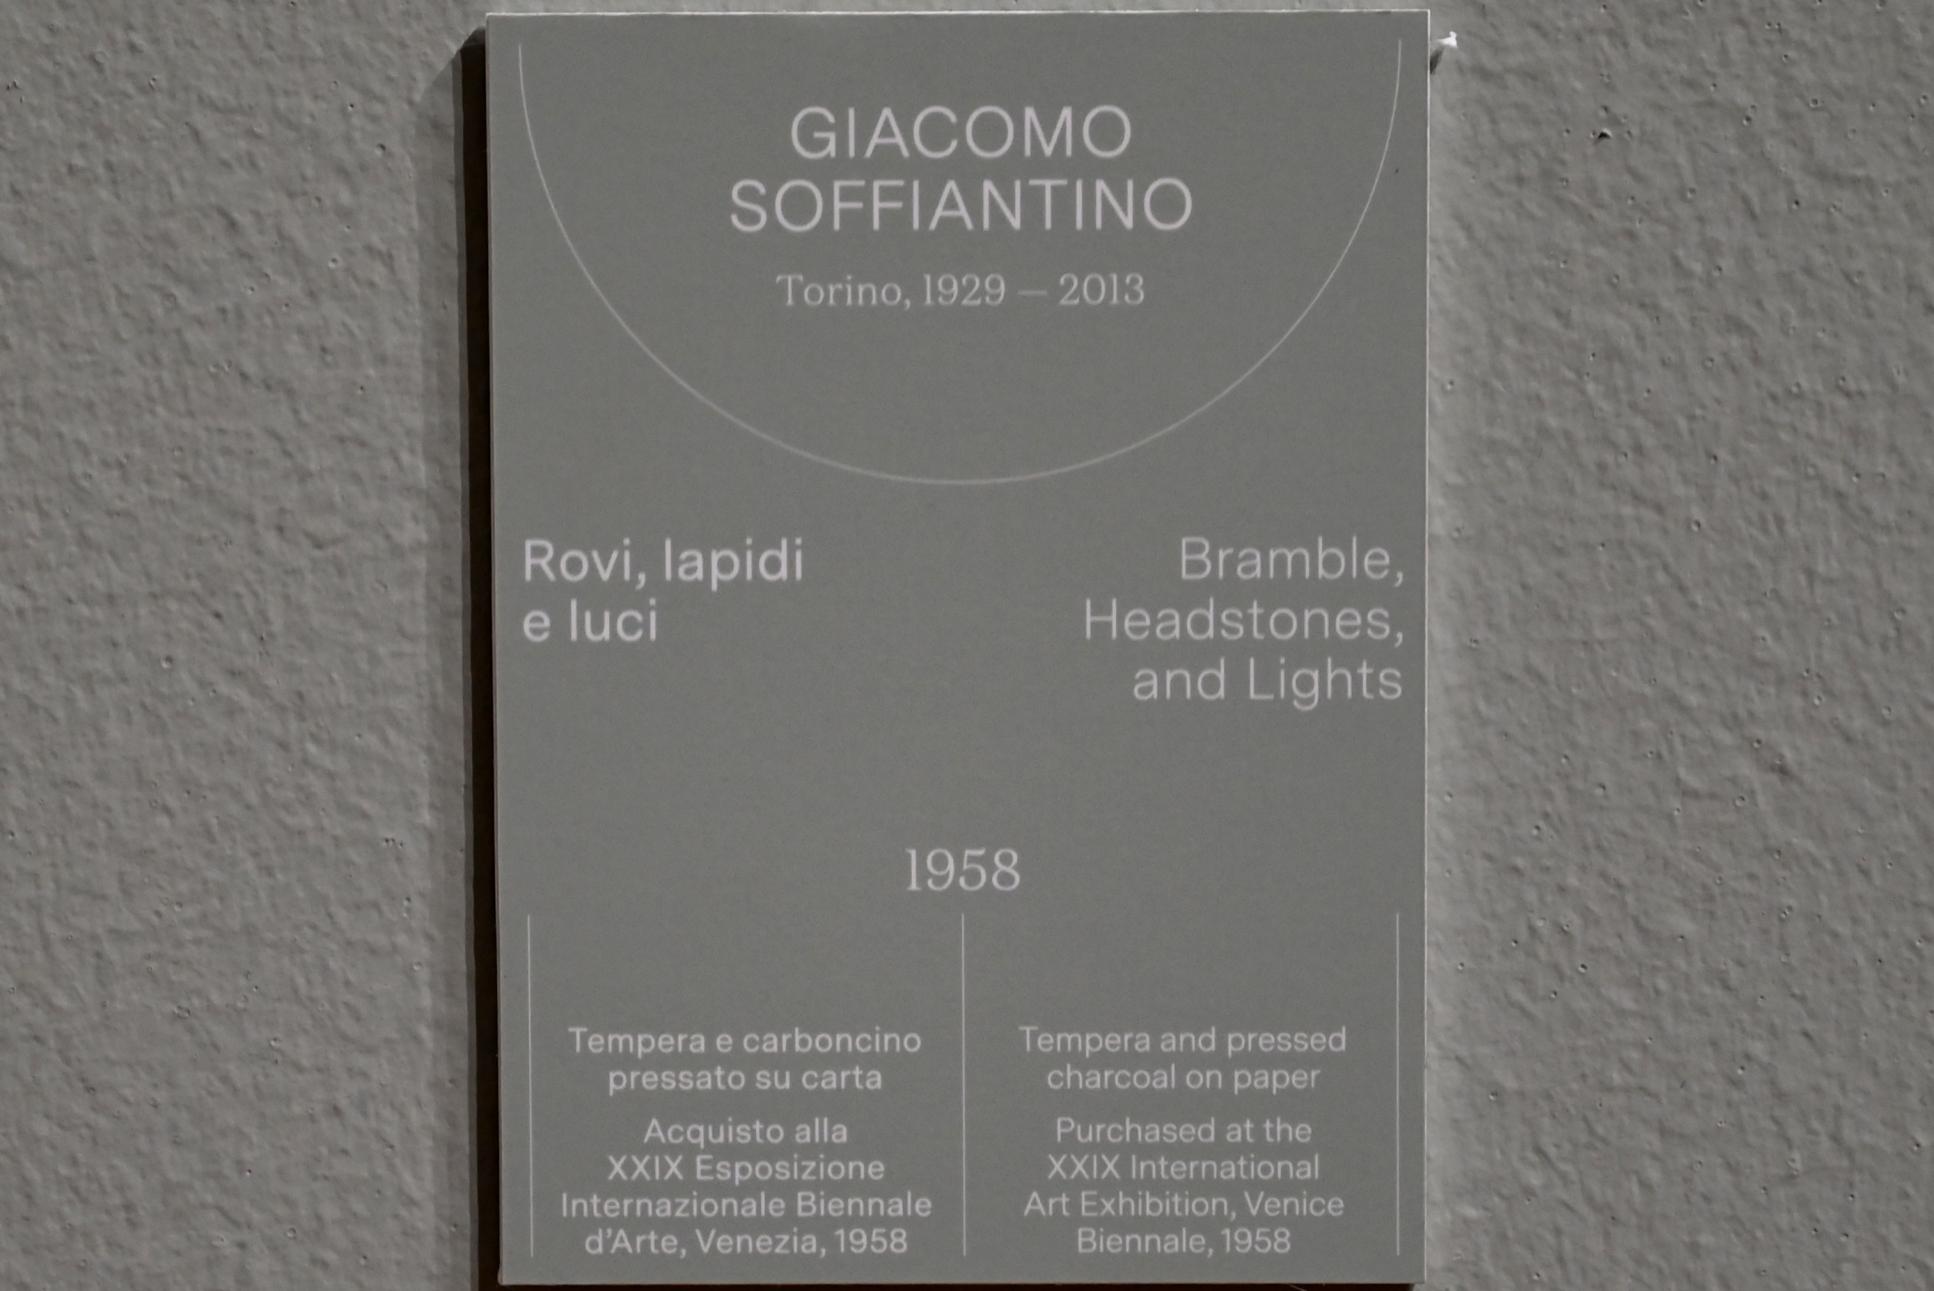 GIACOMO
SOFFIANTINO
Torino, 1929 — 2013
Rovi, lapidi
e luci
Bramble,
Headstones,
and Lights
1958
Tempera e carboncino
pressato su carta
Acquisto alla
XXIX Esposizione
Internazionale Biennale
d’Arte, Venezia, 1958
Tempera and pressed
charcoal on paper
Purchased at the
XXIX International
Art Exhibition, Venice
Biennale, 1958